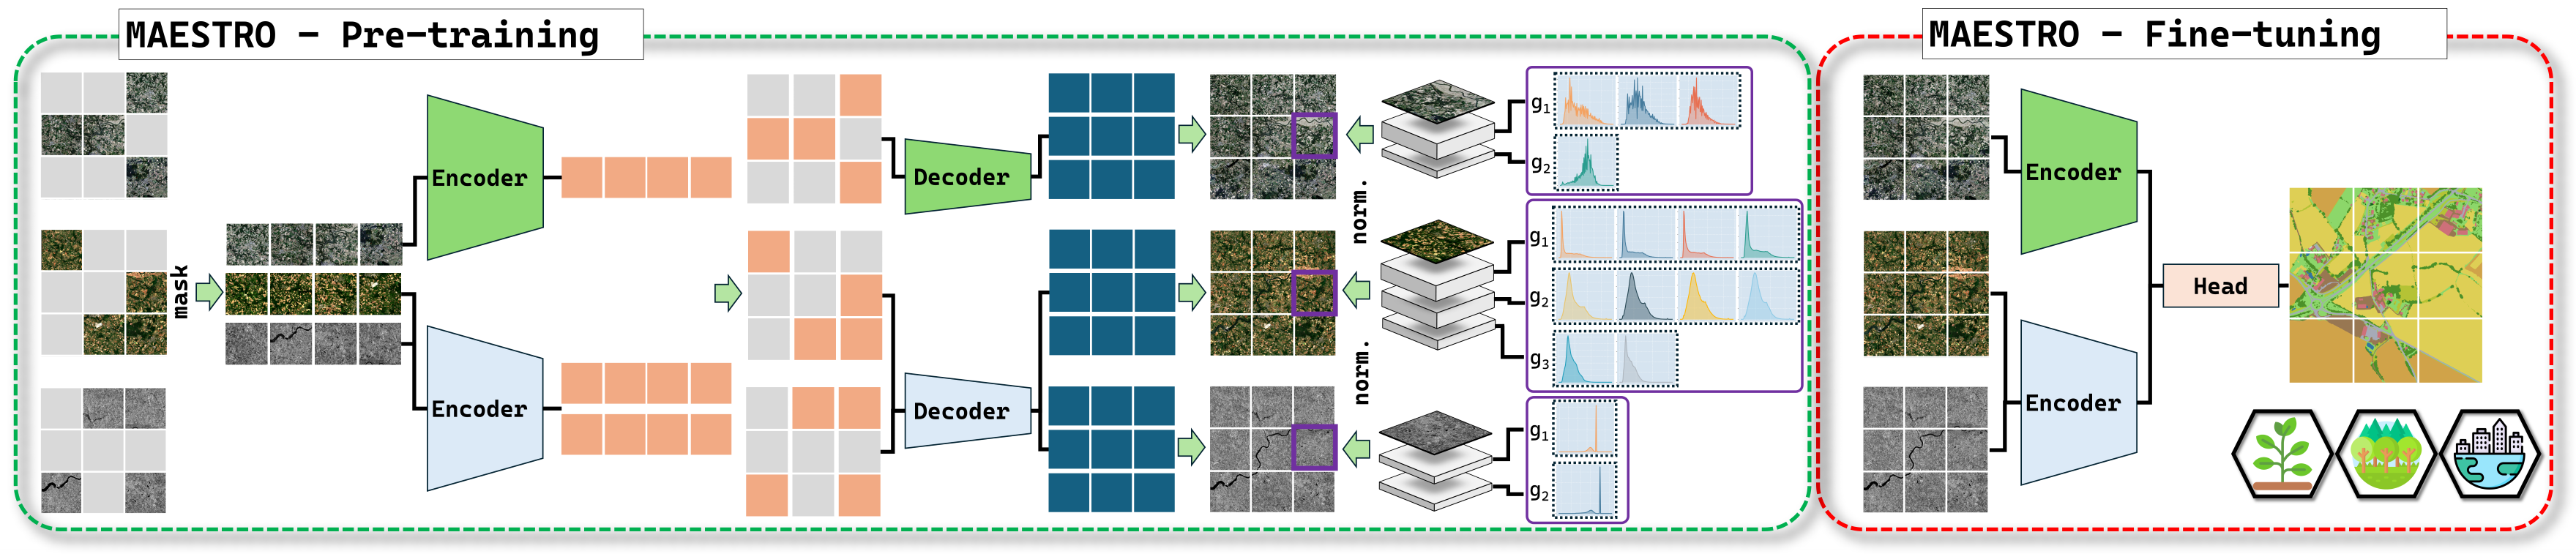 MAESTRO - Pre-training
MAESTRO - Fine-tuning
mask
Encoder
Encoder
Decoder
Decoder
norm.
norm.
g1
g2
g1
g2
g3
g1
g2
Encoder
Encoder
Head